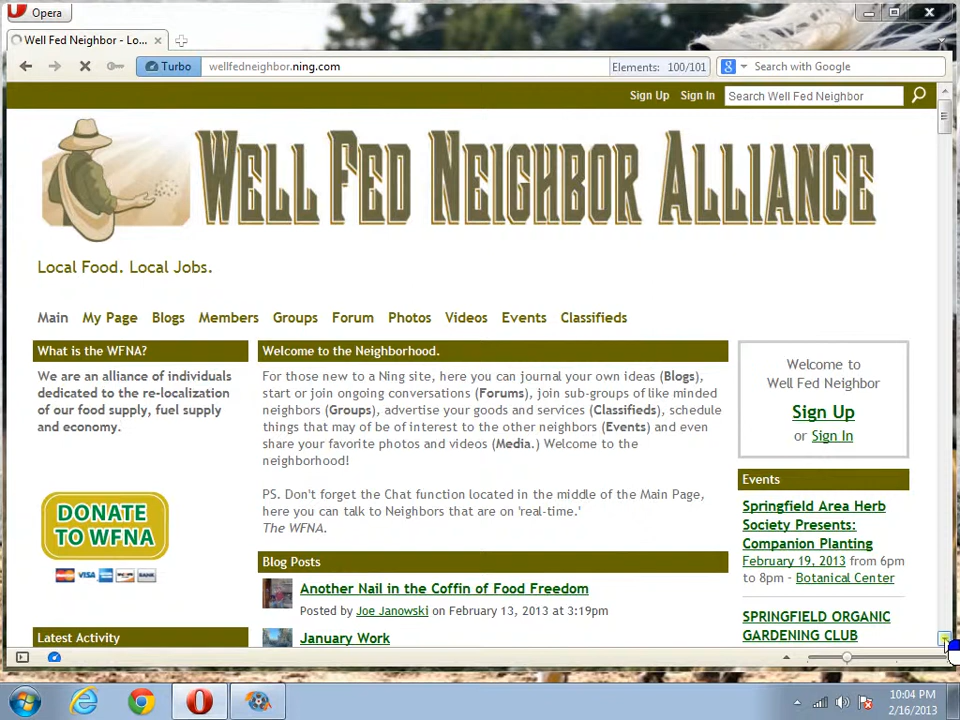 Opera
Well Fed Neighbor - Lo...
Turbo
wellfedneighbor.ning.com
Elements: 100/101
Search with Google
Sign Up
Sign In
Search Well Fed Neighbor
WELL FED NEIGHBOR ALLIANCE
Local Food. Local Jobs.
Main
My Page
Blogs
Members
Groups
Forum
Photos
Videos
Events
Classifieds
What is the WFNA?
We are an alliance of individuals
dedicated to the re-localization
of our food supply, fuel supply
and economy.
DONATE
TO WFNA
VISA
BANK
Latest Activity
Welcome to the Neighborhood.
For those new to a Ning site, here you can journal your own ideas (Blogs),
start or join ongoing conversations (Forums), join sub-groups of like minded
neighbors (Groups), advertise your goods and services (Classifieds), schedule
things that may of be of interest to the other neighbors (Events) and even
share your favorite photos and videos (Media.) Welcome to the
neighborhood!
PS. Don't forget the Chat function located in the middle of the Main Page,
here you can talk to Neighbors that are on 'real-time.'
The WFNA.
Blog Posts
Another Nail in the Coffin of Food Freedom
Posted by Joe Janowski on February 13, 2013 at 3:19pm
January Work
Welcome to
Well Fed Neighbor
Sign Up
or Sign In
Events
Springfield Area Herb
Society Presents:
Companion Planting
February 19, 2013 from 6pm
to 8pm - Botanical Center
SPRINGFIELD ORGANIC
GARDENING CLUB
10:04 PM
2/16/2013